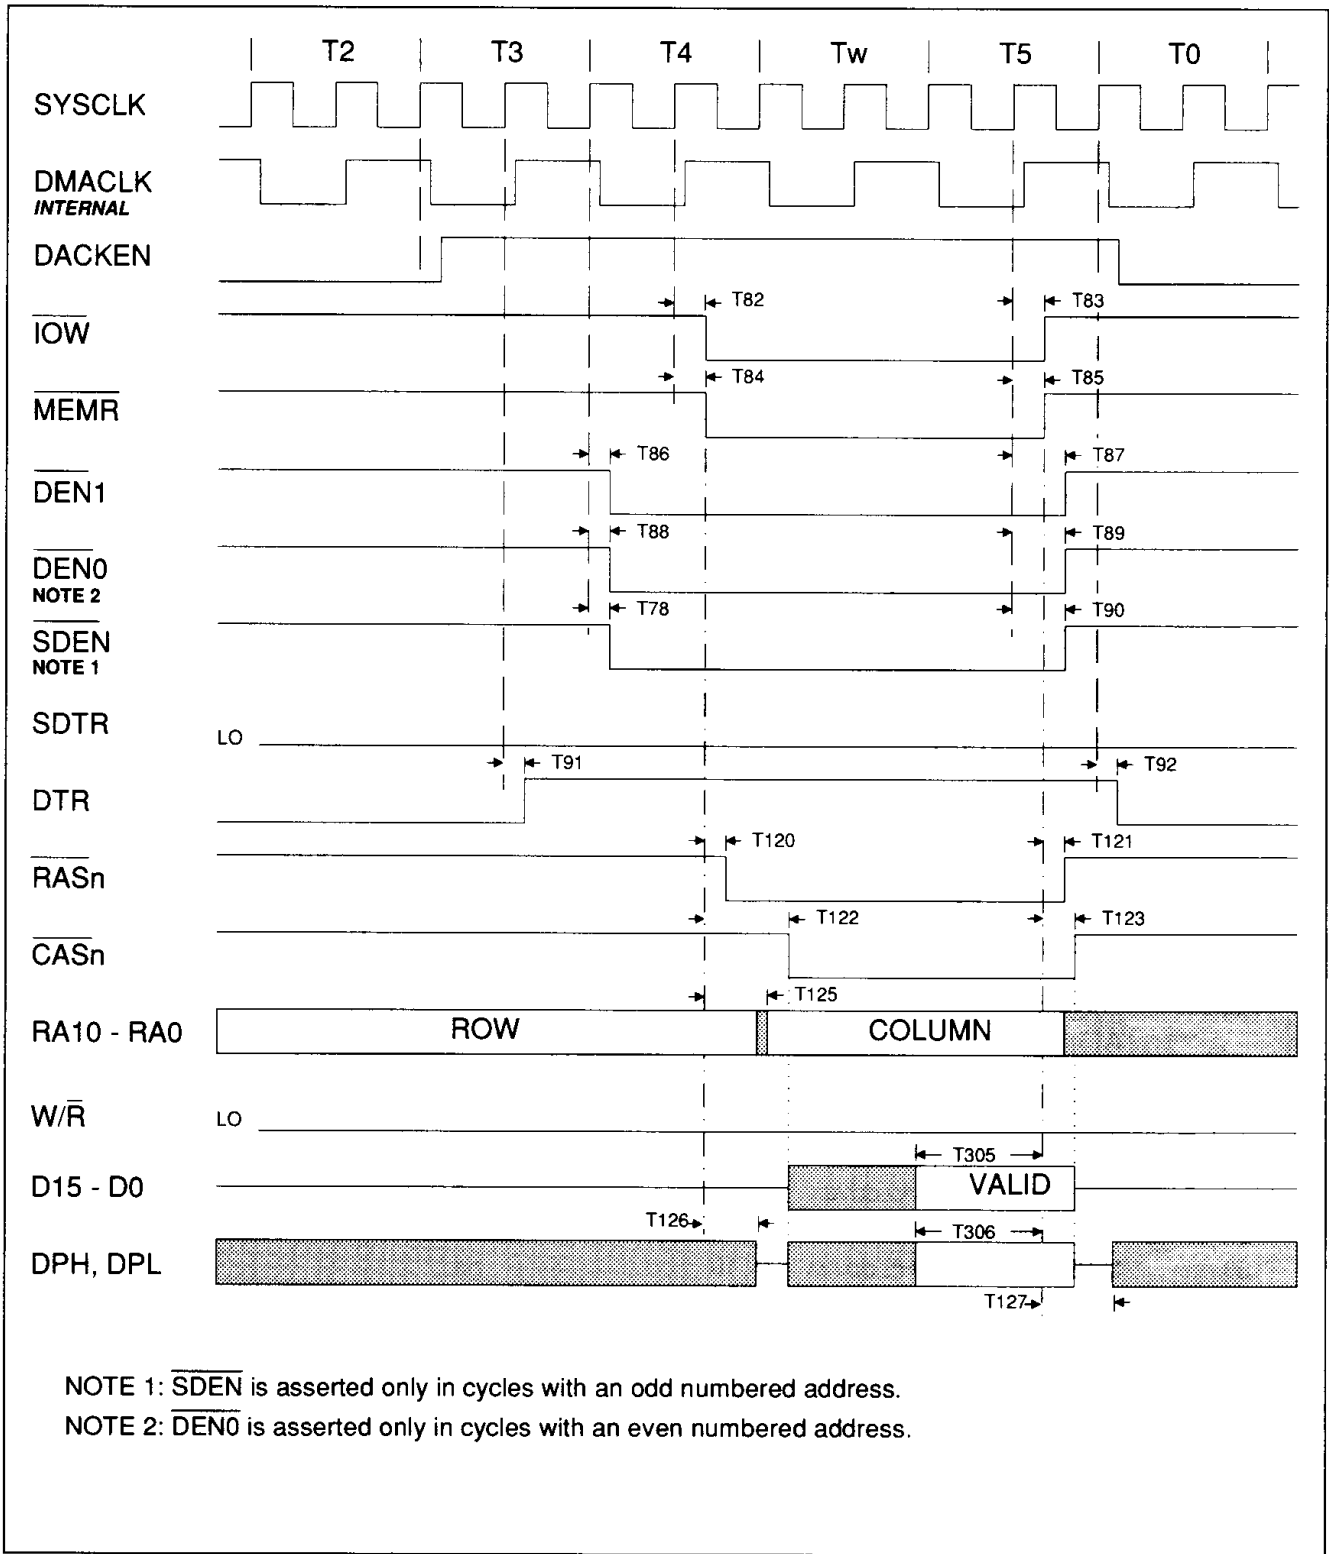 T2 T3 T4 Tw T5 T0
SYSCLK
DMACLK
INTERNAL
DACKEN
T82 T83
IOW
T84 T85
MEMR
T86 T87
DEN1
T88 T89
DEN0
NOTE 2
T78 T90
SDEN
NOTE 1
SDTR
LO
T91 T92
DTR
T120 T121
RASn
T122 T123
CASn
T125
RA10 - RA0 ROW COLUMN
W/R LO
T305
D15 - D0 VALID
T126 T306
DPH, DPL
T127
NOTE 1: SDEN is asserted only in cycles with an odd numbered address.
NOTE 2: DEN0 is asserted only in cycles with an even numbered address.